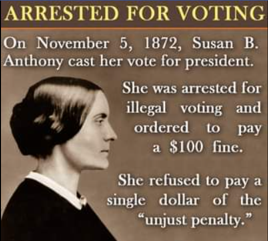 ARRESTED FOR VOTING
On November 5, 1872, Susan B.
Anthony cast her vote for president.
She was arrested for
illegal voting and
ordered to pay
a $100 fine.
She refused to pay a
single dollar of the
“unjust penalty.”